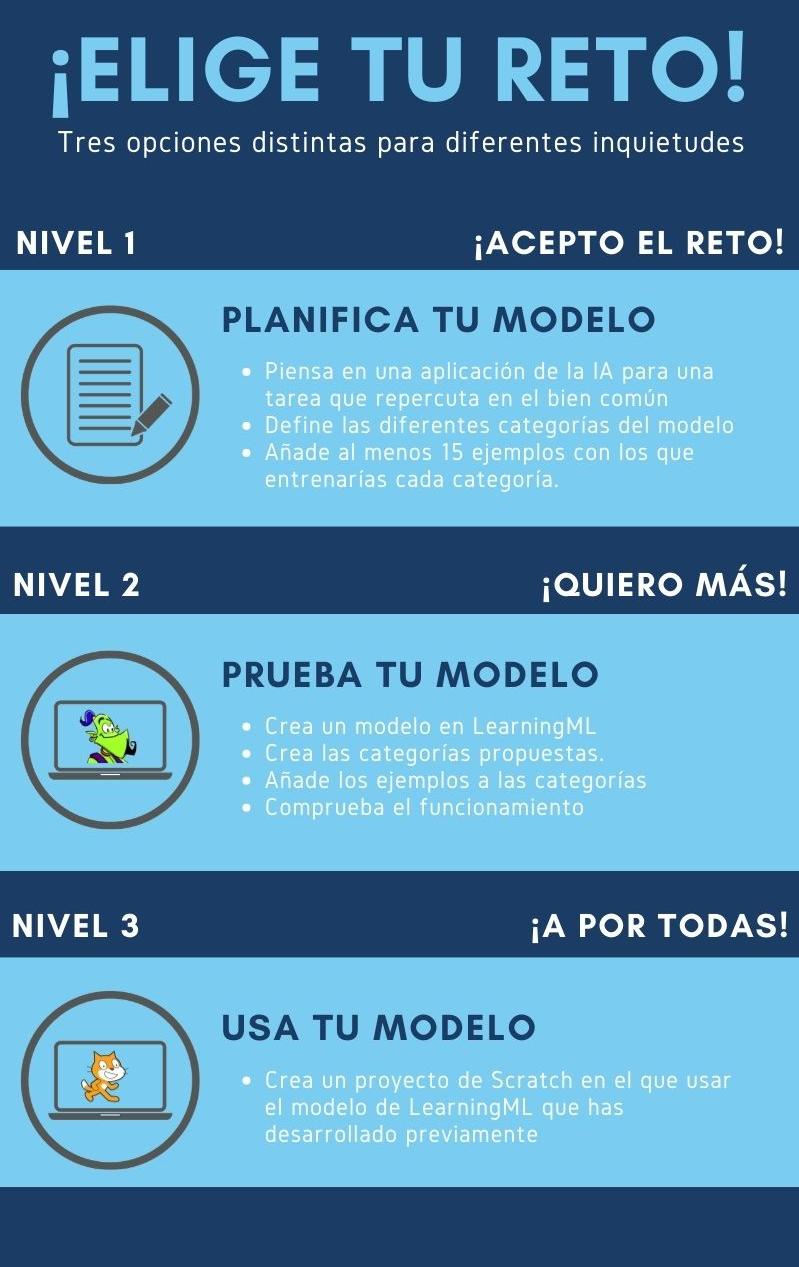 ¡ELIGE TU RETO!
Tres opciones distintas para diferentes inquietudes
NIVEL 1
¡ACEPTO EL RETO!
PLANIFICA TU MODELO
• Piensa en una aplicación de la IA para una
tarea que repercuta en el bien común
• Define las diferentes categorías del modelo
• Añade al menos 15 ejemplos con los que
entrenarías cada categoría.
NIVEL 2
¡QUIERO MÁS!
PRUEBA TU MODELO
• Crea un modelo en LearningML
• Crea las categorías propuestas.
• Añade los ejemplos a las categorías
• Comprueba el funcionamiento
NIVEL 3
¡A POR TODAS!
USA TU MODELO
• Crea un proyecto de Scratch en el que usar
el modelo de LearningML que has
desarrollado previamente